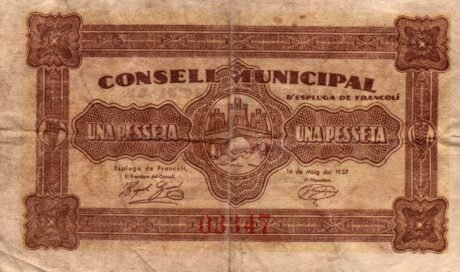 CONSELL MUNICIPAL
D'ESPLUGA DE FRANCOLÍ
UNA PESSETA UNA PESSETA
Espluga de Francolí, 14 de Maig del 1937
El President del Consell, El Dipositari,
03347